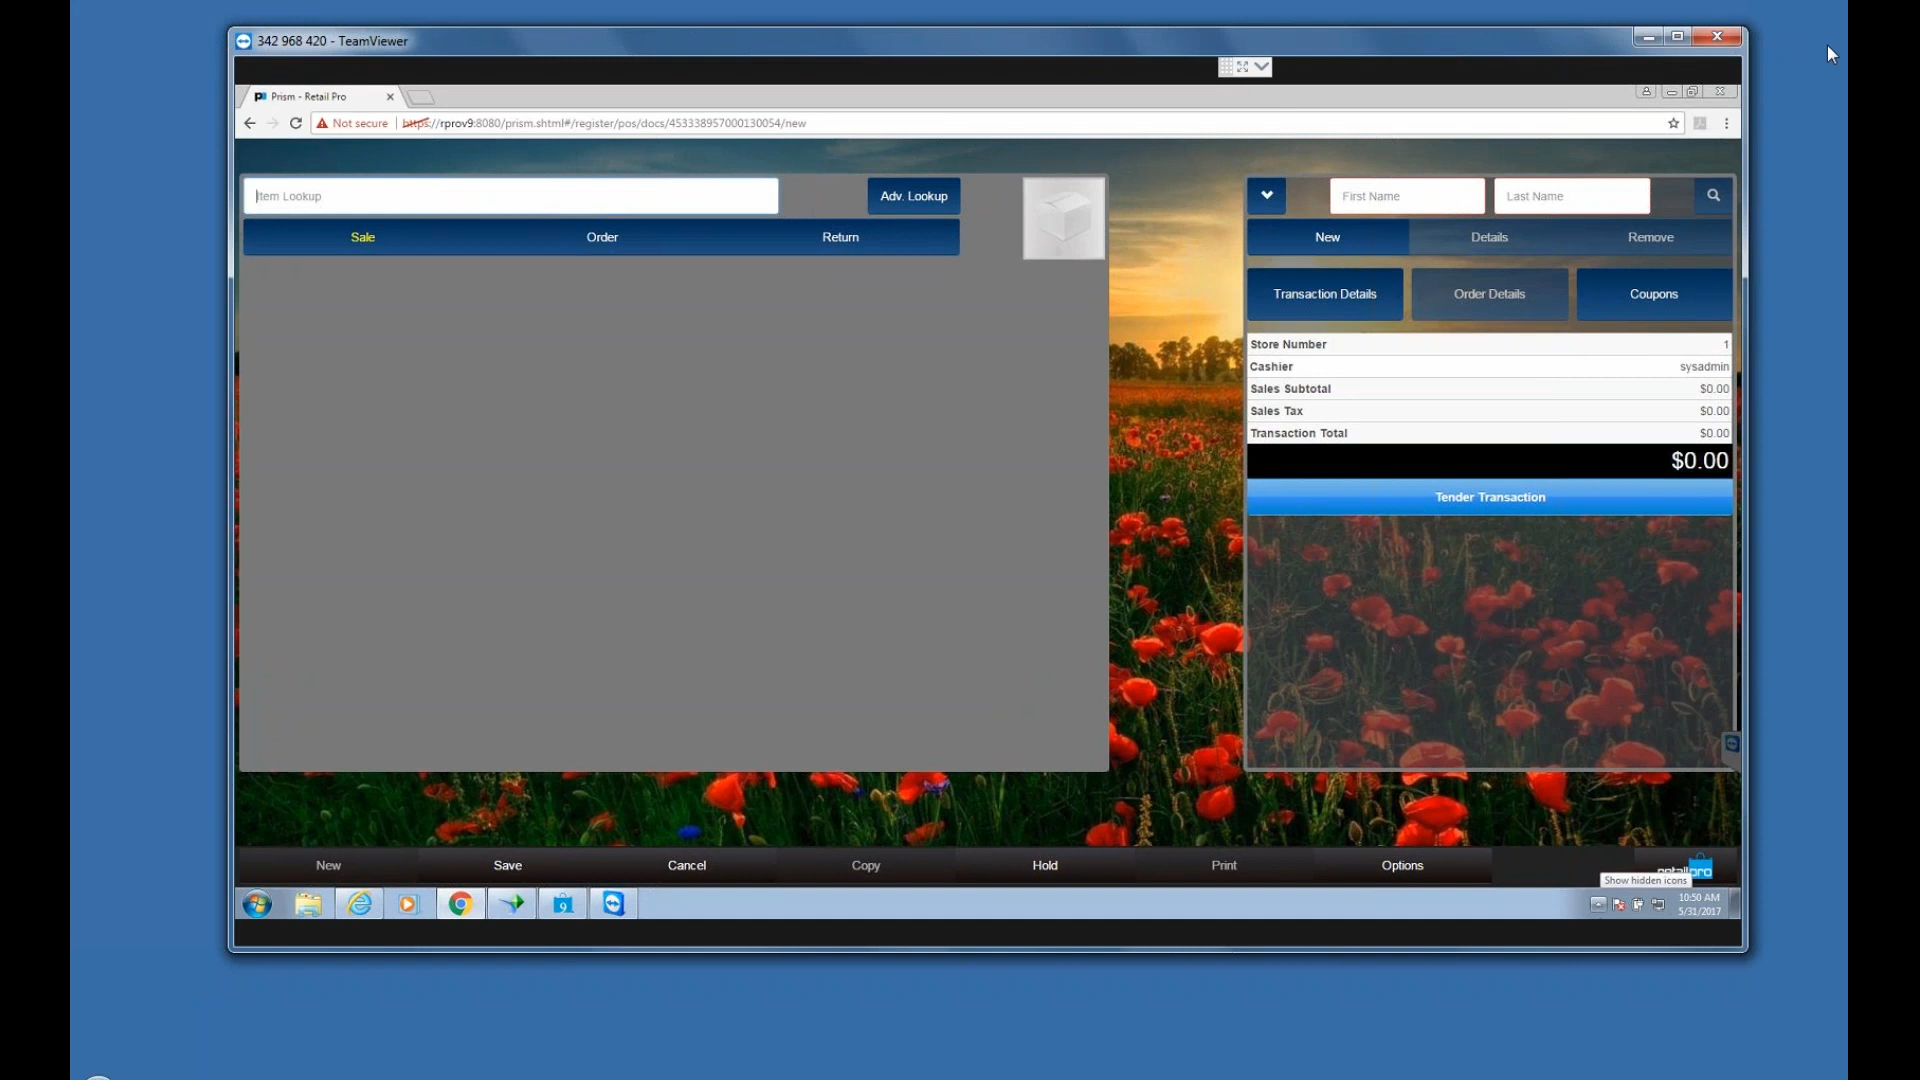 342 968 420 - TeamViewer
Prism - Retail Pro
Not secure https://rprov9:8080/prism.shtml#/register/pos/docs/453338957000130054/new
Item Lookup
Adv. Lookup
First Name
Last Name
Sale
Order
Return
New
Details
Remove
Transaction Details
Order Details
Coupons
Store Number 1
Cashier sysadmin
Sales Subtotal $0.00
Sales Tax $0.00
Transaction Total $0.00
$0.00
Tender Transaction
New
Save
Cancel
Copy
Hold
Print
Options
retailpro
Show hidden icons
9
10:50 AM
5/31/2017